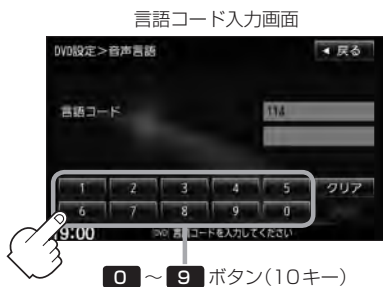 言語コード入力画面
DVD設定＞音声言語
◀ 戻る
言語コード
114
1 2 3 4 5 クリア
6 7 8 9 0
9:00 DVD 言語コードを入力してください
0 ～ 9 ボタン(10キー)